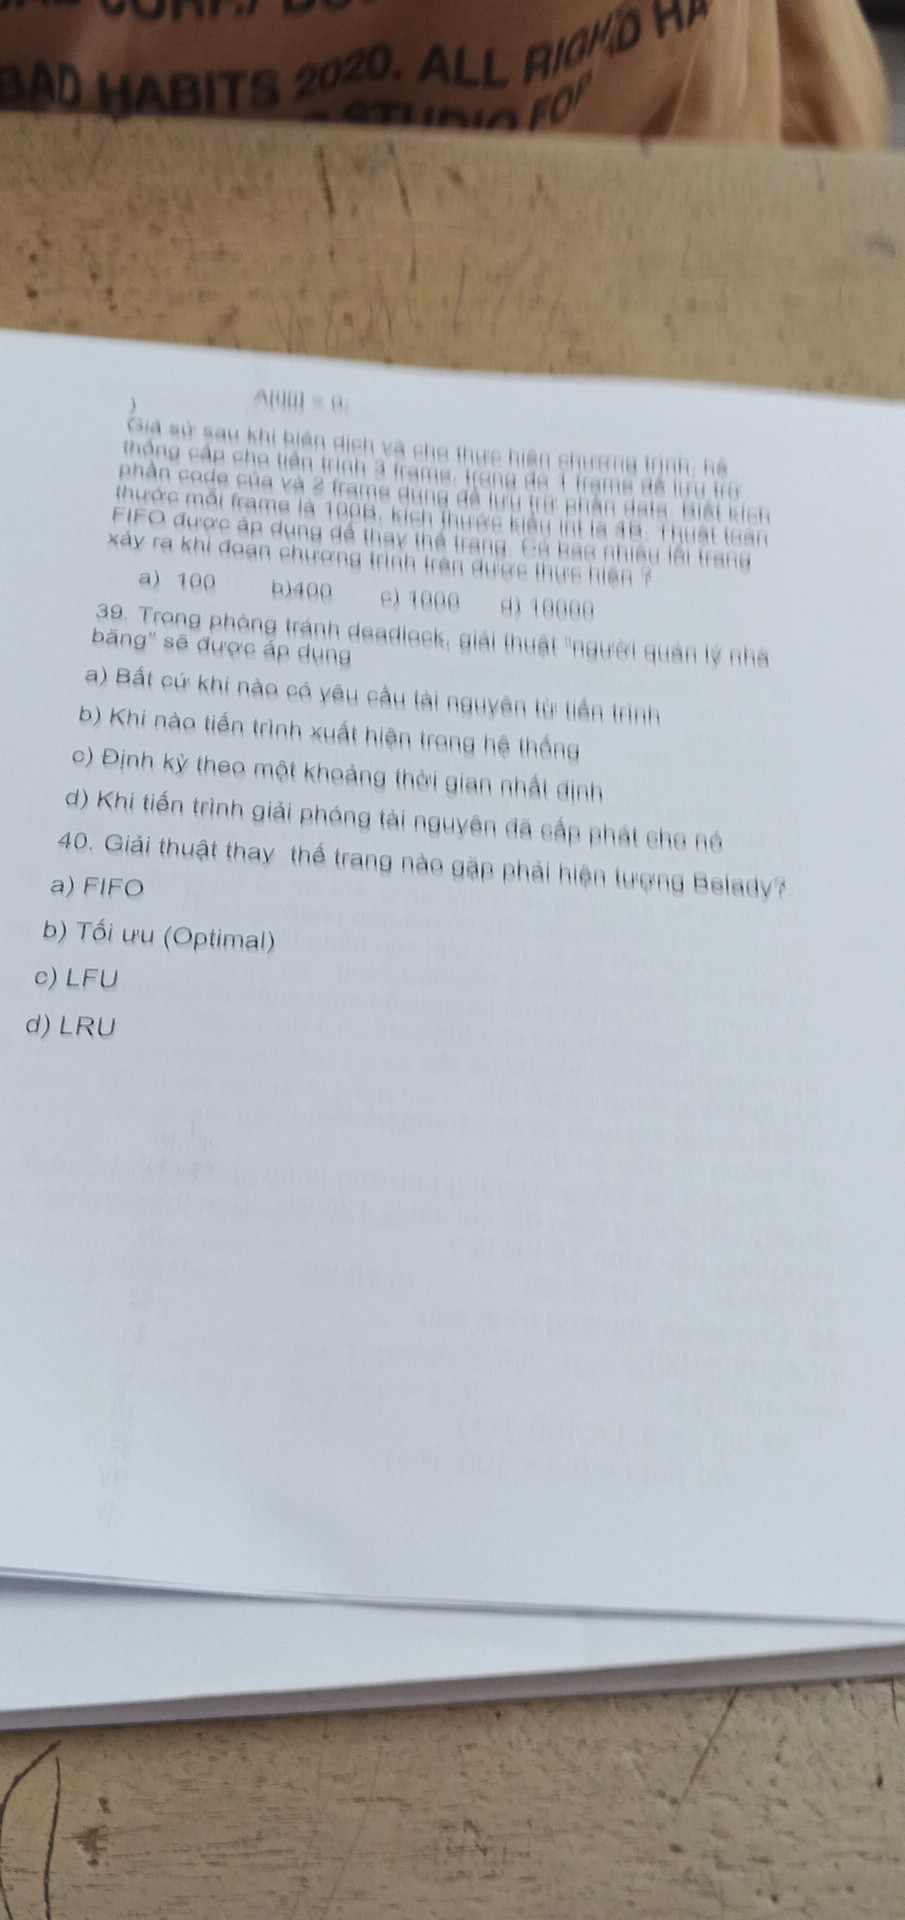 BAD HABITS 2020. ALL RIGHD HA
STUDIO FOR
A[i][j] = 0;
}
Giả sử sau khi biên dịch và cho thực hiện chương trình, hệ
thống cấp cho tiến trình 3 frame, trong đó 1 frame để lưu trữ
phần code của và 2 frame dùng để lưu trữ phần data. Biết kích
thước mỗi frame là 100B, kích thước kiểu int là 4B. Thuật toán
FIFO được áp dụng để thay thế trang. Có bao nhiêu lỗi trang
xảy ra khi đoạn chương trình trên được thực hiện ?
a) 100 b)400 c) 1000 d) 10000
39. Trong phòng tránh deadlock, giải thuật "người quản lý nhà
băng" sẽ được áp dụng
a) Bất cứ khi nào có yêu cầu tài nguyên từ tiến trình
b) Khi nào tiến trình xuất hiện trong hệ thống
c) Định kỳ theo một khoảng thời gian nhất định
d) Khi tiến trình giải phóng tài nguyên đã cấp phát cho nó
40. Giải thuật thay thế trang nào gặp phải hiện tượng Belady?
a) FIFO
b) Tối ưu (Optimal)
c) LFU
d) LRU